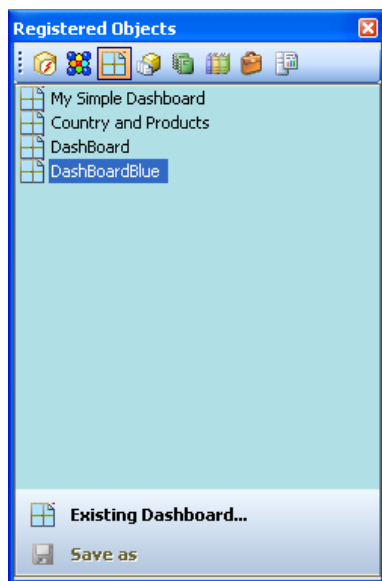 Registered Objects
My Simple Dashboard
Country and Products
DashBoard
DashBoardBlue
Existing Dashboard...
Save as